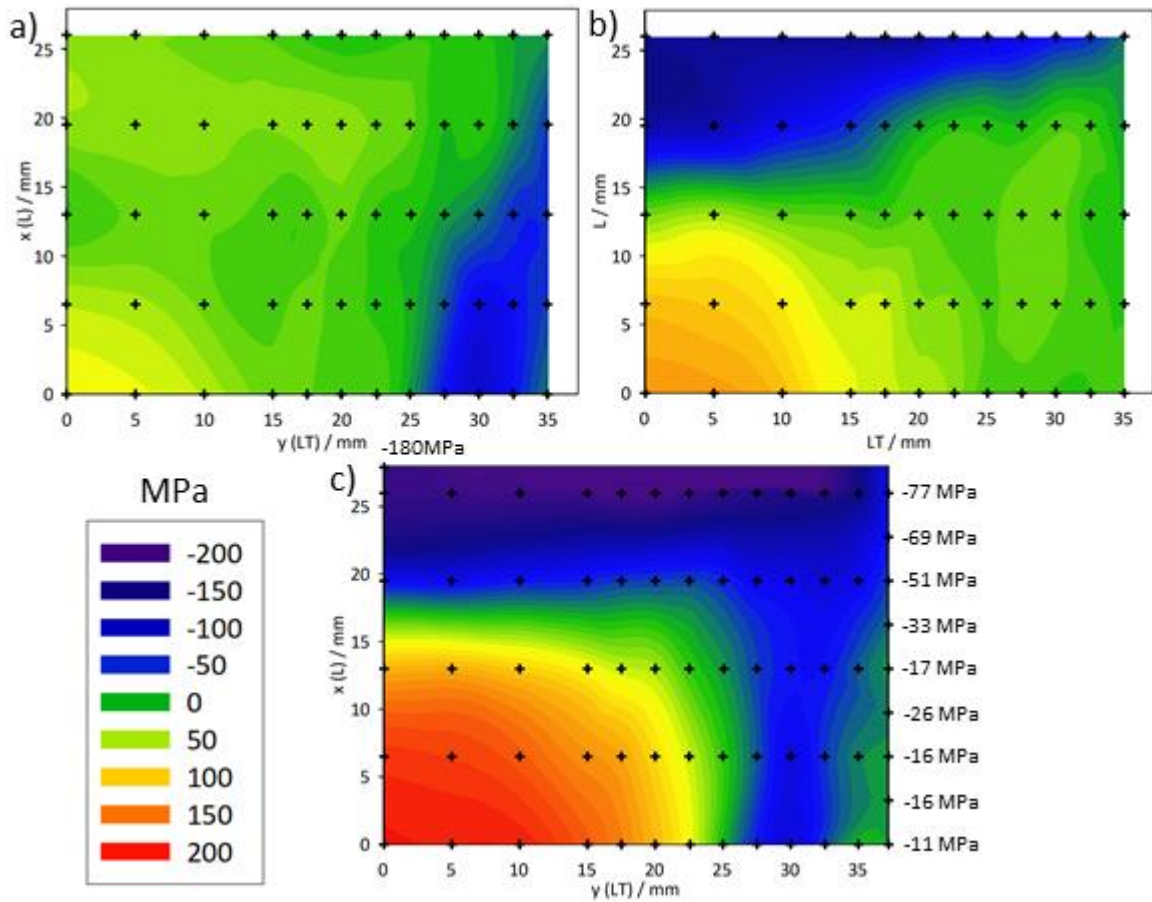 a)
25
20
15
10
5
0
x (L) / mm
0 5 10 15 20 25 30 35
y (LT) / mm
b)
25
20
15
10
5
0
L / mm
0 5 10 15 20 25 30 35
LT / mm
MPa
-200
-150
-100
-50
0
50
100
150
200
-180MPa
c)
25
20
15
10
5
0
x (L) / mm
0 5 10 15 20 25 30 35
y (LT) / mm
-77 MPa
-69 MPa
-51 MPa
-33 MPa
-17 MPa
-26 MPa
-16 MPa
-16 MPa
-11 MPa